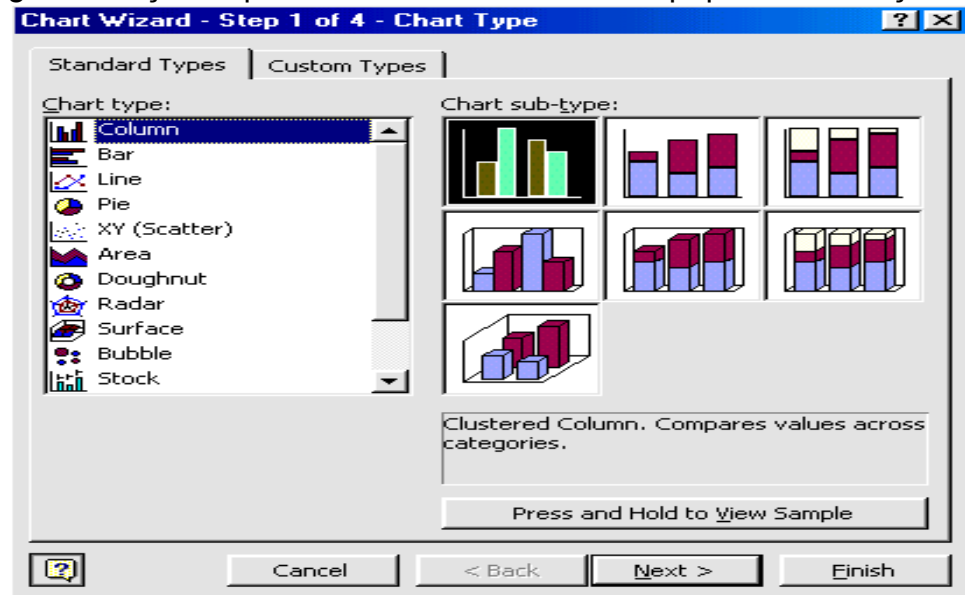 Chart Wizard - Step 1 of 4 - Chart Type
Standard Types
Custom Types
Chart type:
Column
Bar
Line
Pie
XY (Scatter)
Area
Doughnut
Radar
Surface
Bubble
Stock
Chart sub-type:
Clustered Column. Compares values across
categories.
Press and Hold to View Sample
Cancel
< Back
Next >
Finish